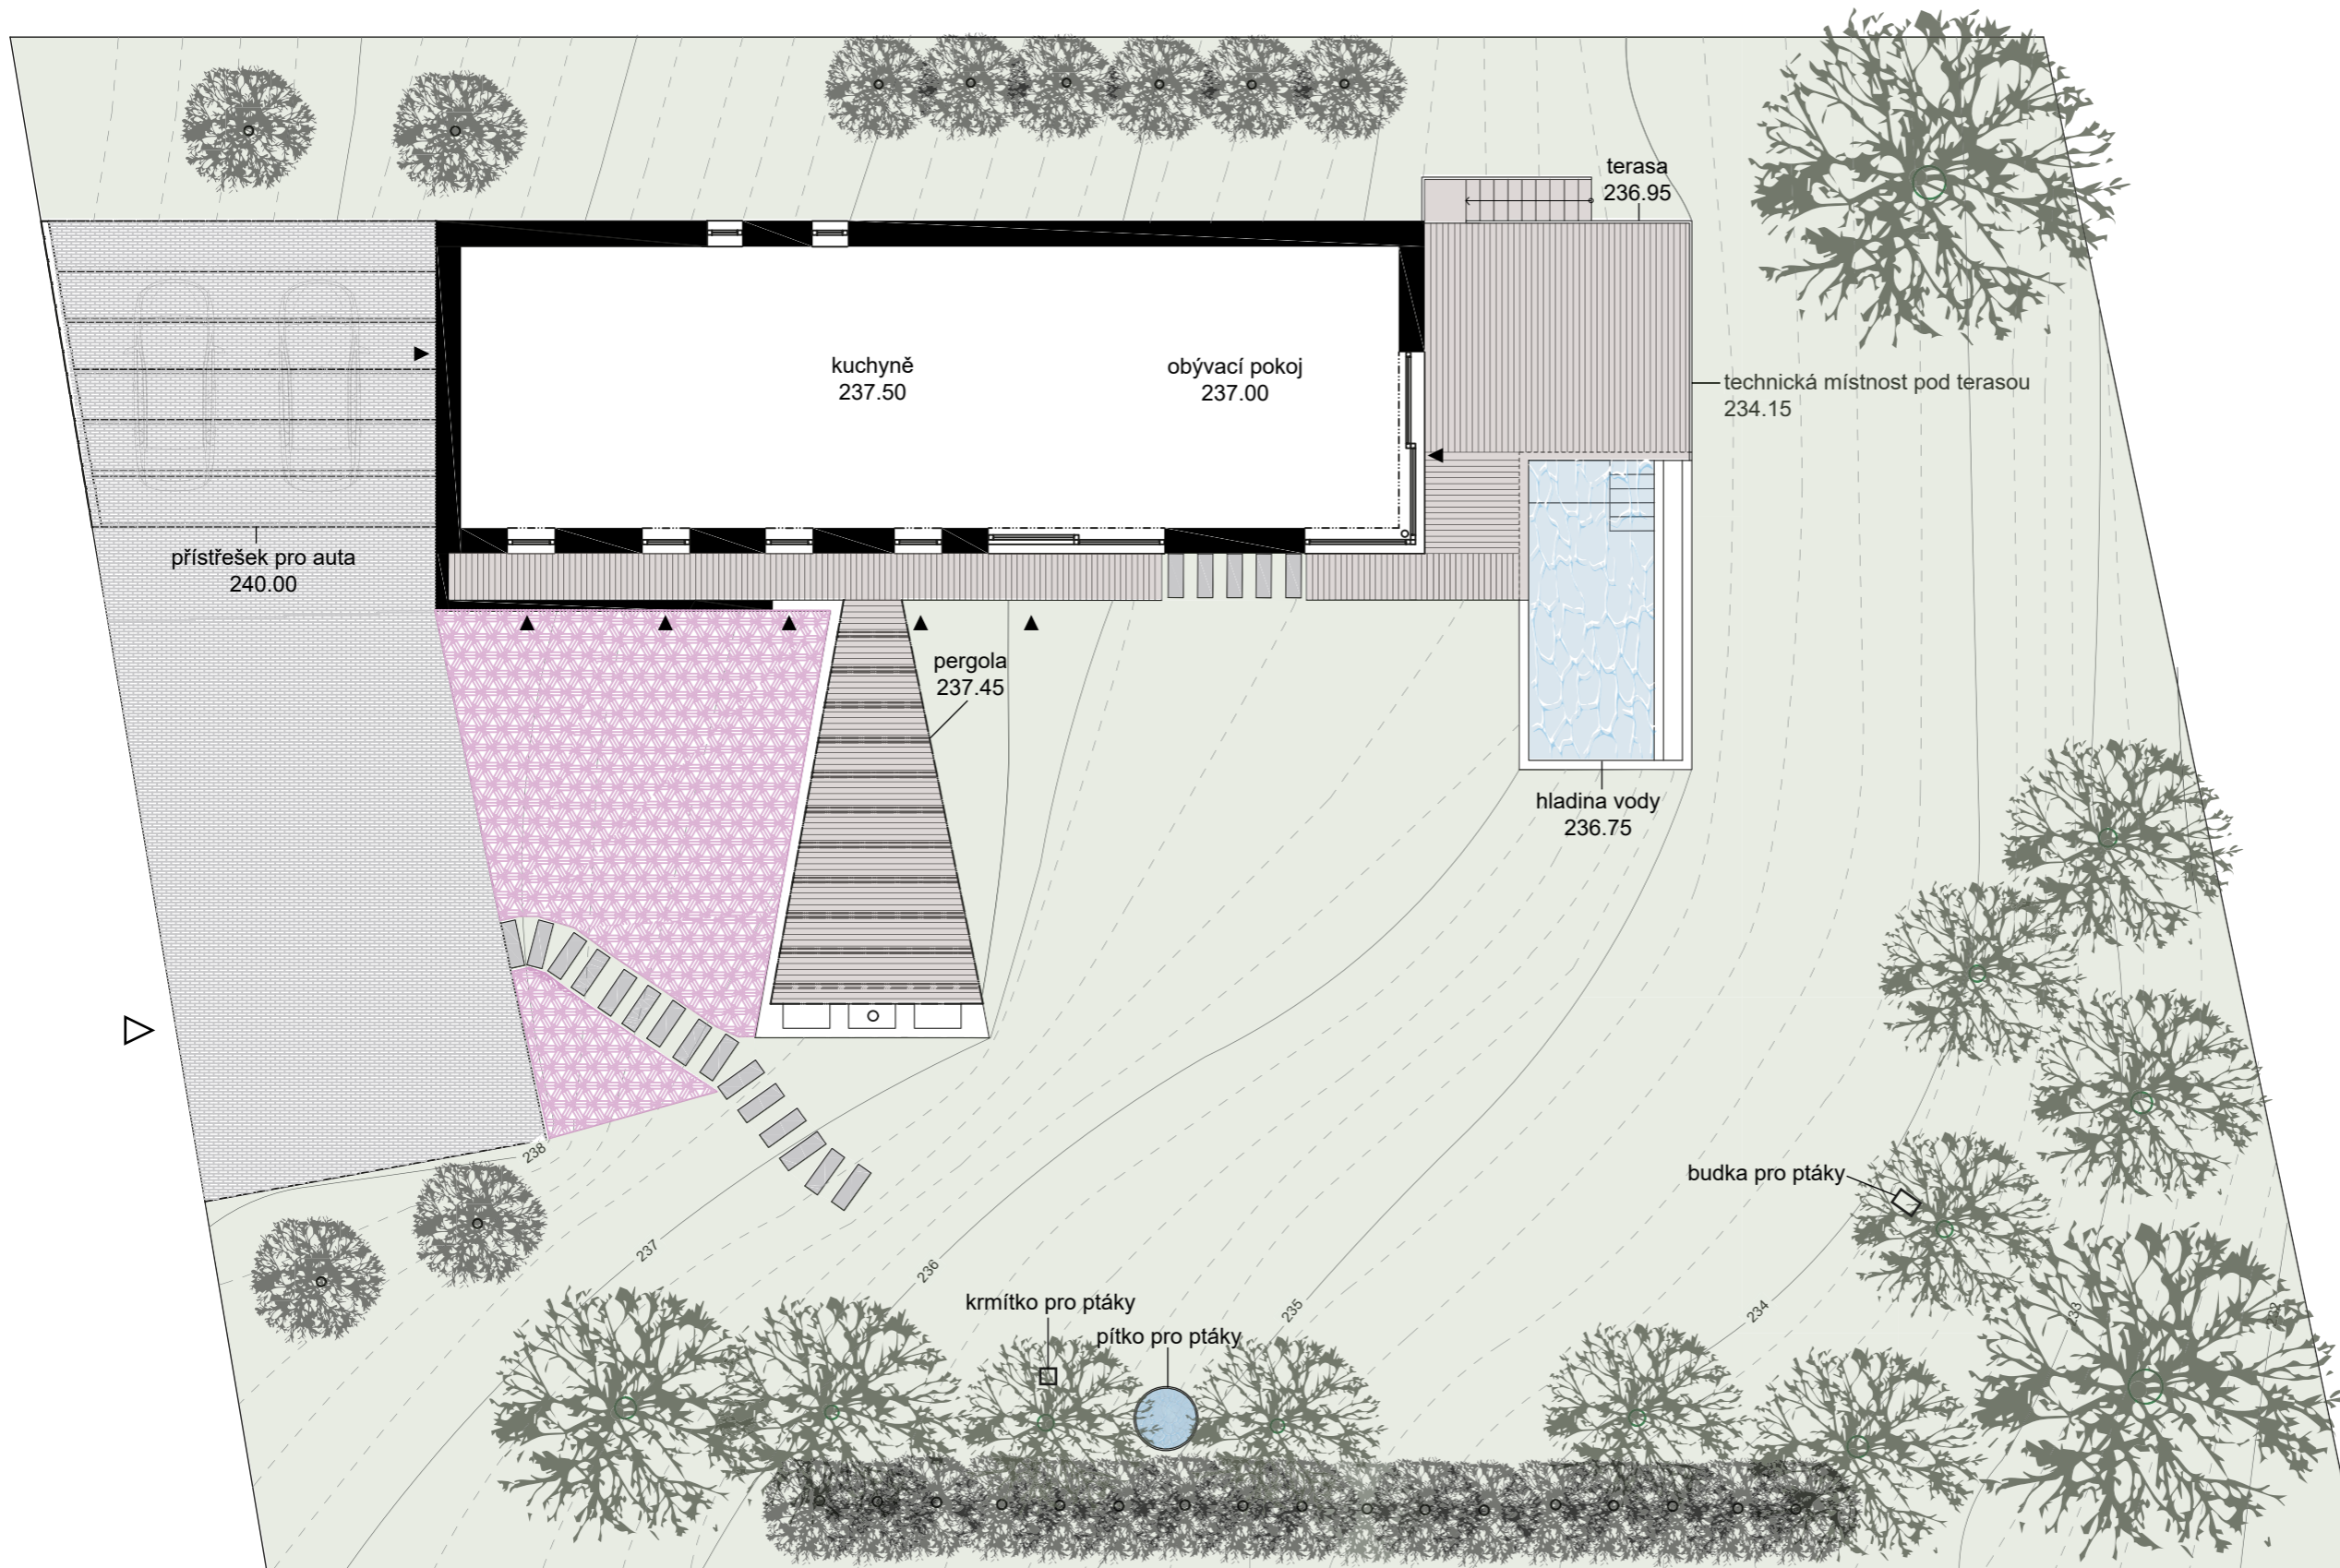 terasa
236.95
kuchyně
237.50
obývací pokoj
237.00
technická místnost pod terasou
234.15
přístřešek pro auta
240.00
pergola
237.45
hladina vody
236.75
238
budka pro ptáky
237
236
krmítko pro ptáky
235
234
233
232
pítko pro ptáky